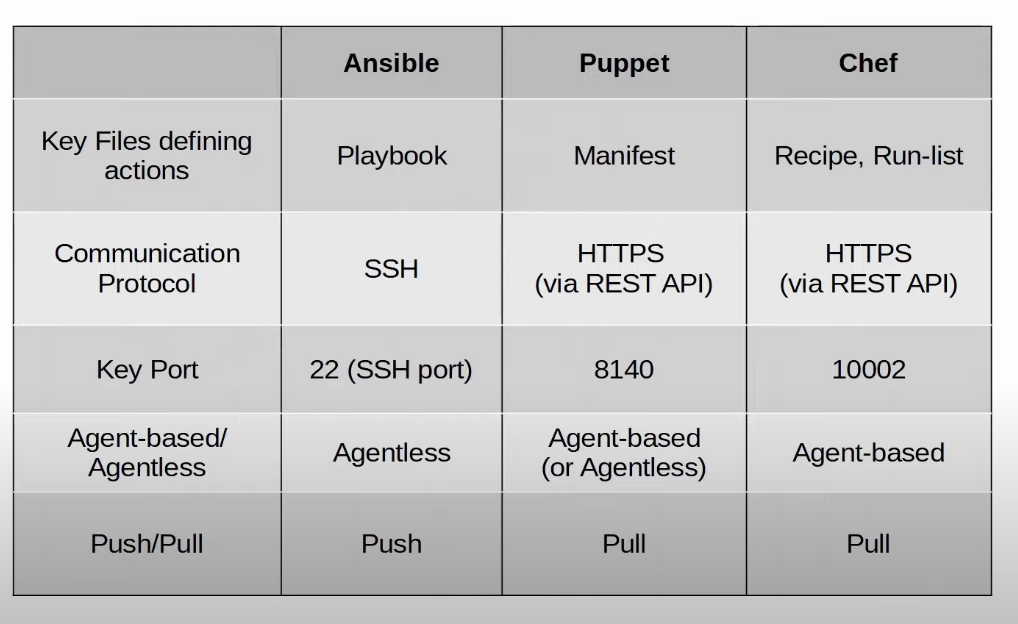 Ansible
Puppet
Chef
Key Files defining
actions
Playbook
Manifest
Recipe, Run-list
Communication
Protocol
SSH
HTTPS
(via REST API)
HTTPS
(via REST API)
Key Port
22 (SSH port)
8140
10002
Agent-based/
Agentless
Agentless
Agent-based
(or Agentless)
Agent-based
Push/Pull
Push
Pull
Pull